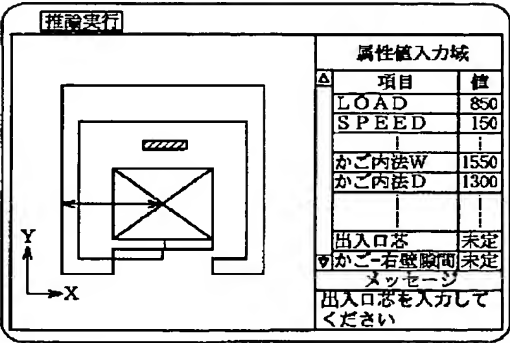 推論実行
属性値入力域
項目 値
LOAD 850
SPEED 150
かご内法W 1550
かご内法D 1300
出入口芯 未定
かご-右壁隙間 未定
メッセージ
出入口芯を入力して
ください
Y
X